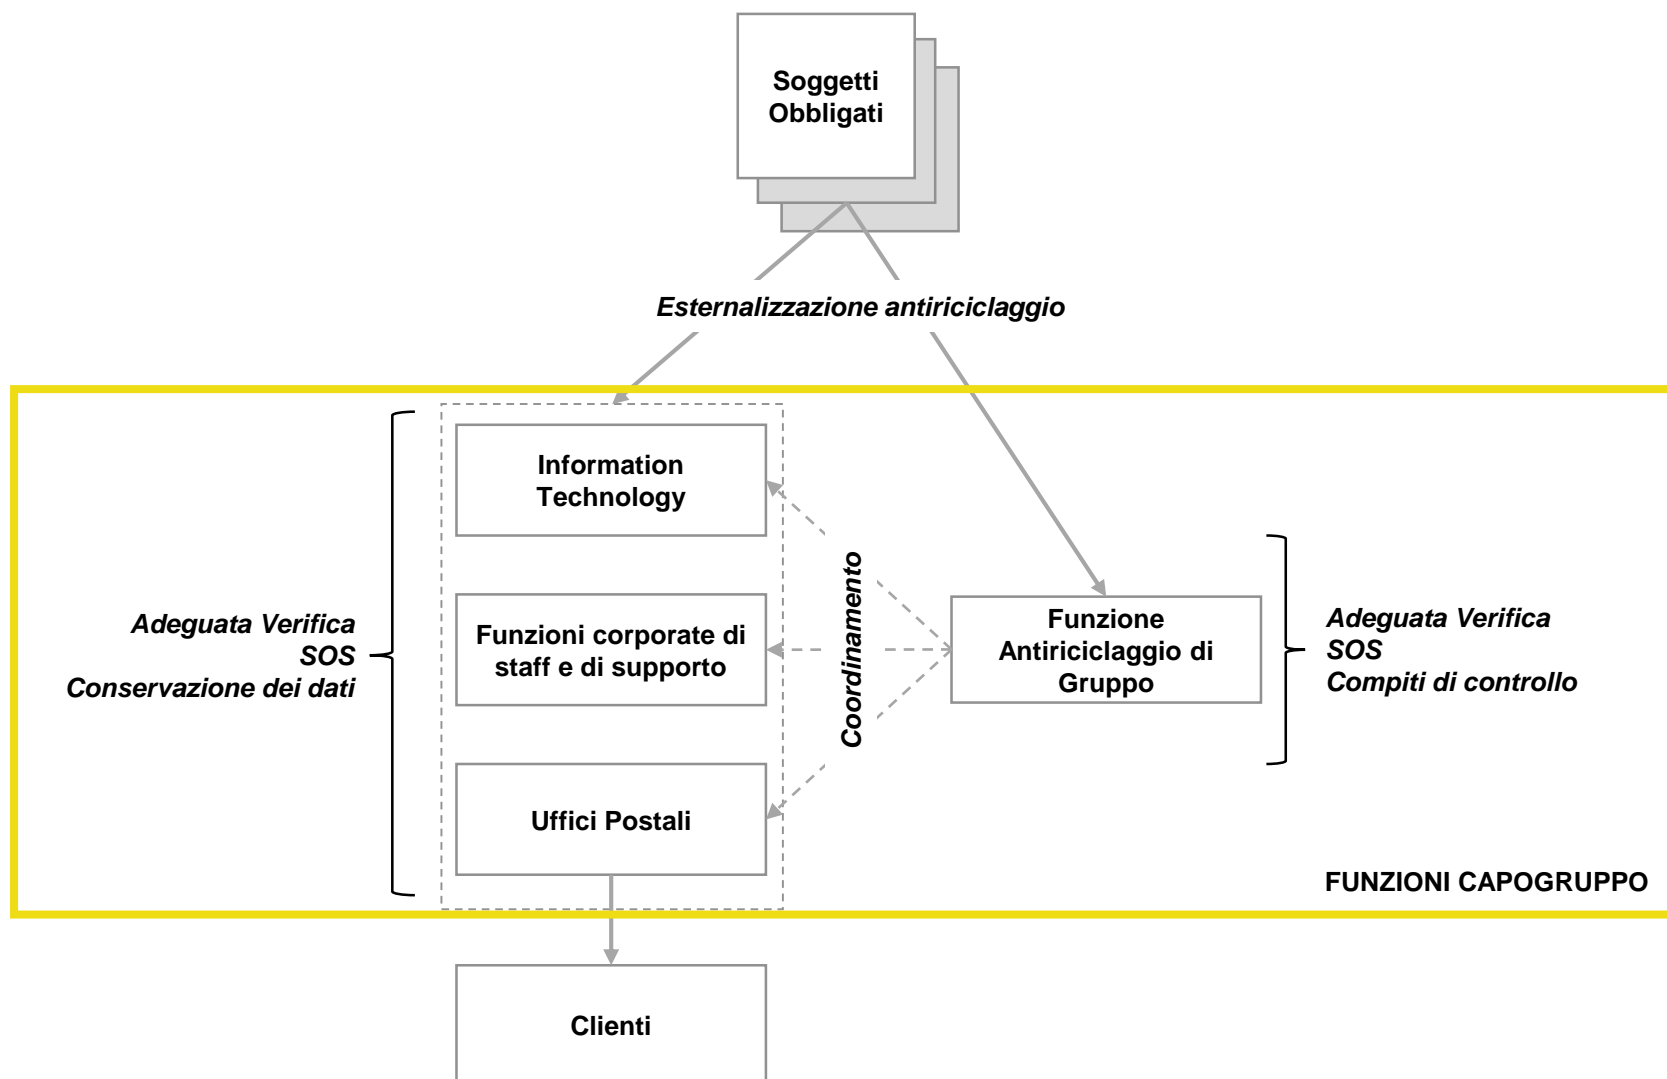 Soggetti
Obbligati
Esternalizzazione antiriciclaggio
Information
Technology
Adeguata Verifica
SOS
Conservazione dei dati
Funzioni corporate di
staff e di supporto
Coordinamento
Funzione
Antiriciclaggio di
Gruppo
Adeguata Verifica
SOS
Compiti di controllo
Uffici Postali
FUNZIONI CAPOGRUPPO
Clienti